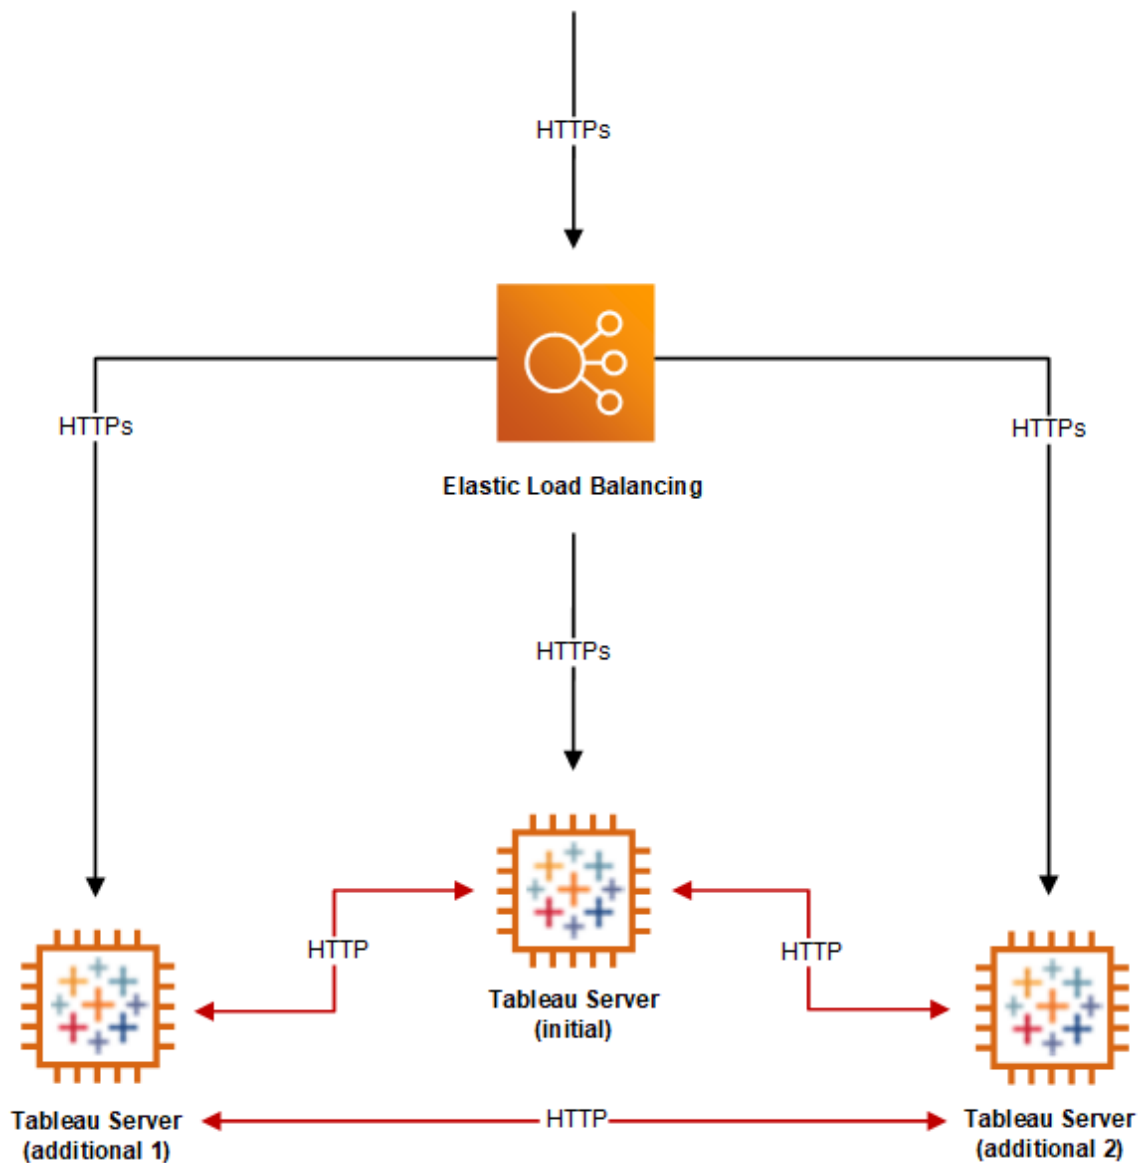 HTTPs
HTTPs
HTTPs
Elastic Load Balancing
HTTPs
HTTP
HTTP
Tableau Server
(initial)
Tableau Server
(additional 1)
HTTP
Tableau Server
(additional 2)